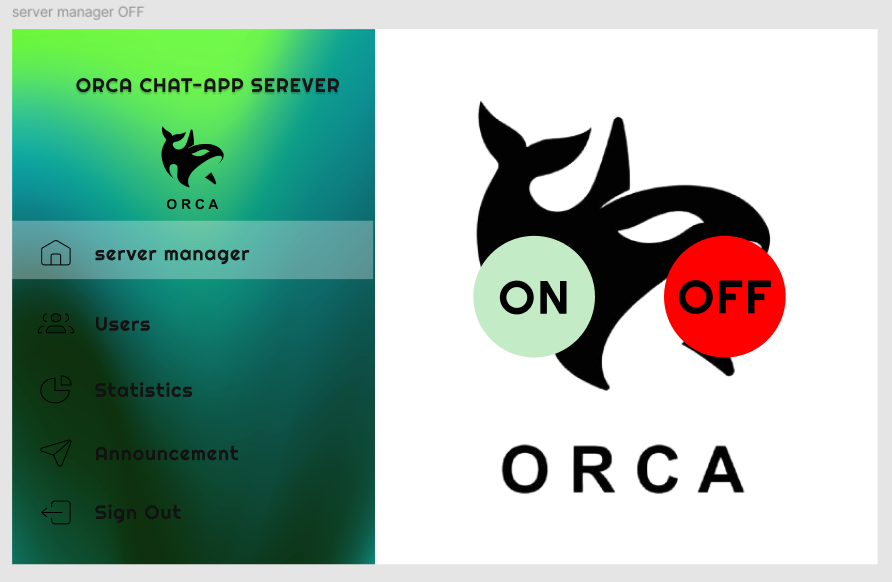 server manager OFF
ORCA CHAT-APP SEREVER
ORCA
server manager
Users
Statistics
Announcement
Sign Out
ON
OFF
ORCA